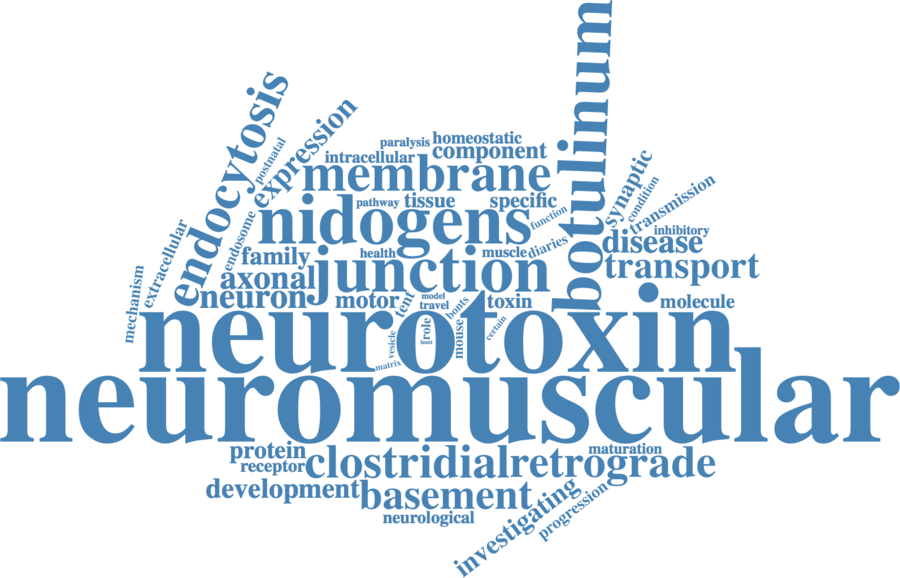 botulinum
endocytosis
postnatal
expression
paralysis
homeostatic
intracellular
component
membrane
synaptic
condition
transmission
pathway
tissue
specific
nidogens
function
inhibitory
extracellular
endosome
family
health
muscle
diaries
disease
junction
axonal
transport
mechanism
neuron
motor
tent
model
travel
bonts
toxin
molecule
neurotoxin
vesicle
role
bont
mouse
certain
matrix
neuromuscular
protein
receptor
clostridial
retrograde
maturation
development
basement
neurological
investigating
progression